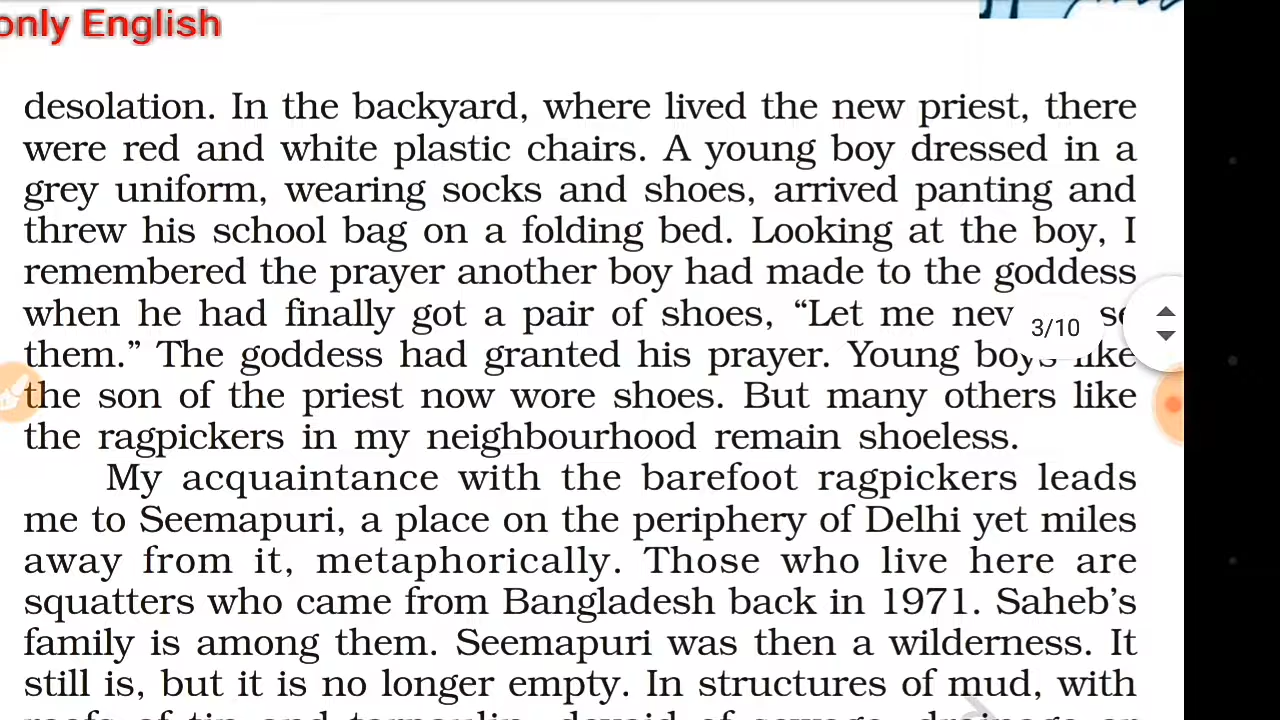 only English
desolation. In the backyard, where lived the new priest, there
were red and white plastic chairs. A young boy dressed in a
grey uniform, wearing socks and shoes, arrived panting and
threw his school bag on a folding bed. Looking at the boy, I
remembered the prayer another boy had made to the goddess
when he had finally got a pair of shoes, “Let me nev
3/10
them.” The goddess had granted his prayer. Young boys like
the son of the priest now wore shoes. But many others like
the ragpickers in my neighbourhood remain shoeless.
My acquaintance with the barefoot ragpickers leads
me to Seemapuri, a place on the periphery of Delhi yet miles
away from it, metaphorically. Those who live here are
squatters who came from Bangladesh back in 1971. Saheb’s
family is among them. Seemapuri was then a wilderness. It
still is, but it is no longer empty. In structures of mud, with